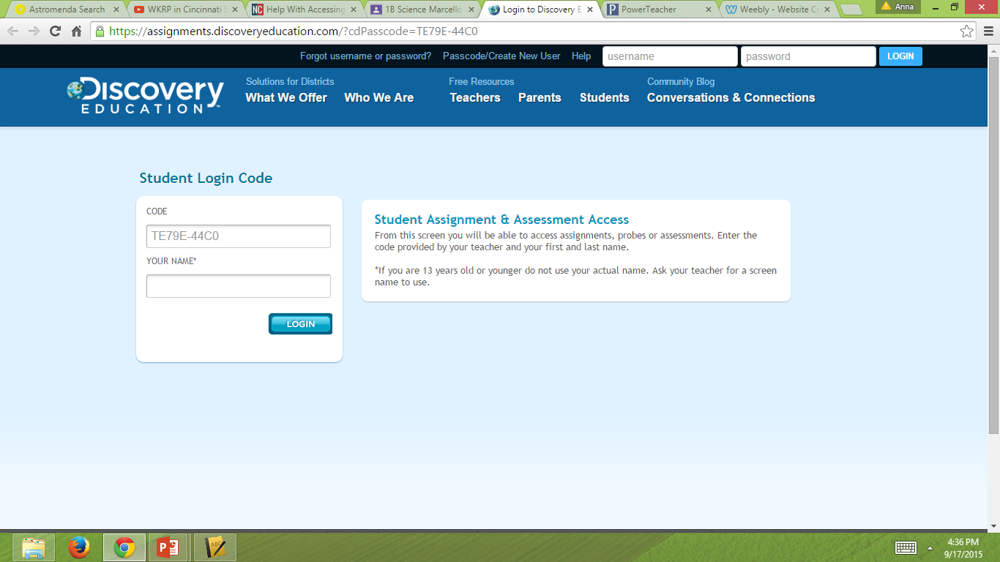 Astromenda Search
WKRP in Cincinnati
Help With Accessing
1B Science Marcello
Login to Discovery E
PowerTeacher
Weebly - Website Cr
Anna
https://assignments.discoveryeducation.com/?cdPasscode=TE79E-44C0
Forgot username or password? Passcode/Create New User Help username password LOGIN
Discovery
EDUCATION
Solutions for Districts
What We Offer Who We Are
Free Resources
Teachers Parents Students
Community Blog
Conversations & Connections
Student Login Code
CODE
TE79E-44C0
YOUR NAME*
LOGIN
Student Assignment & Assessment Access
From this screen you will be able to access assignments, probes or assessments. Enter the
code provided by your teacher and your first and last name.
*If you are 13 years old or younger do not use your actual name. Ask your teacher for a screen
name to use.
4:36 PM
9/17/2015